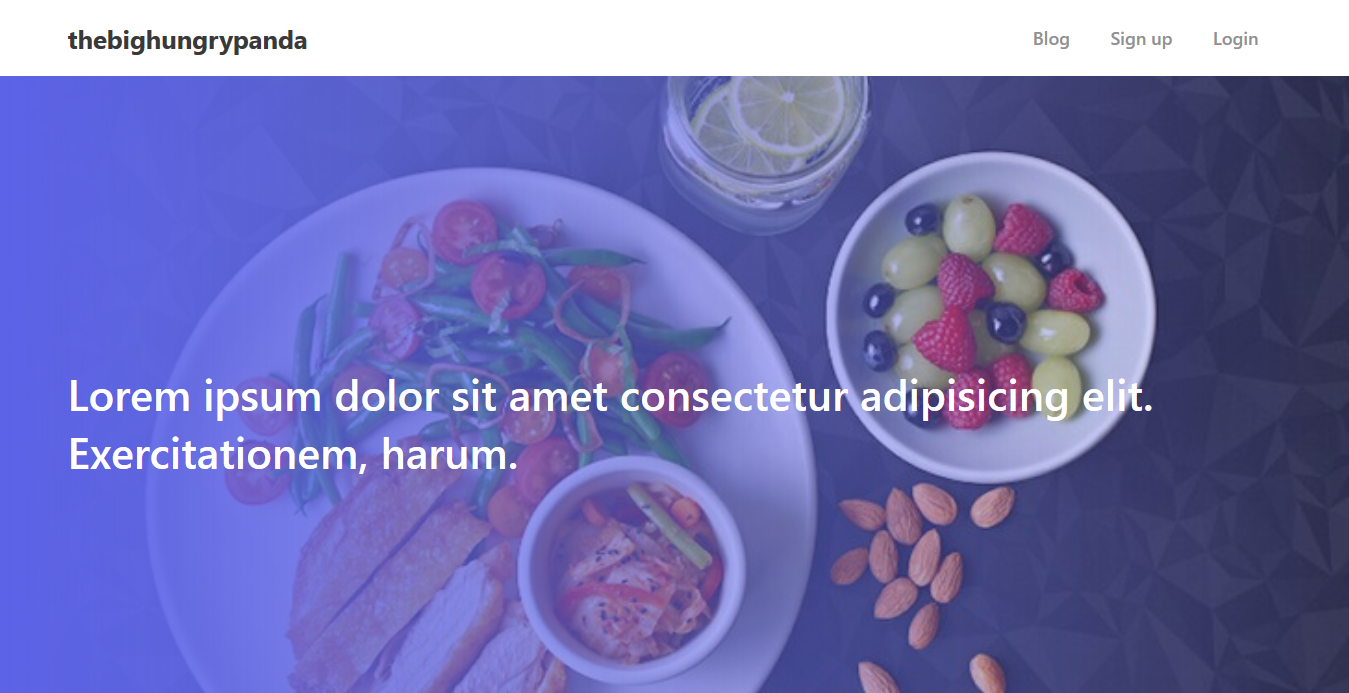 thebighungrypanda
Blog Sign up Login
Lorem ipsum dolor sit amet consectetur adipisicing elit.
Exercitationem, harum.